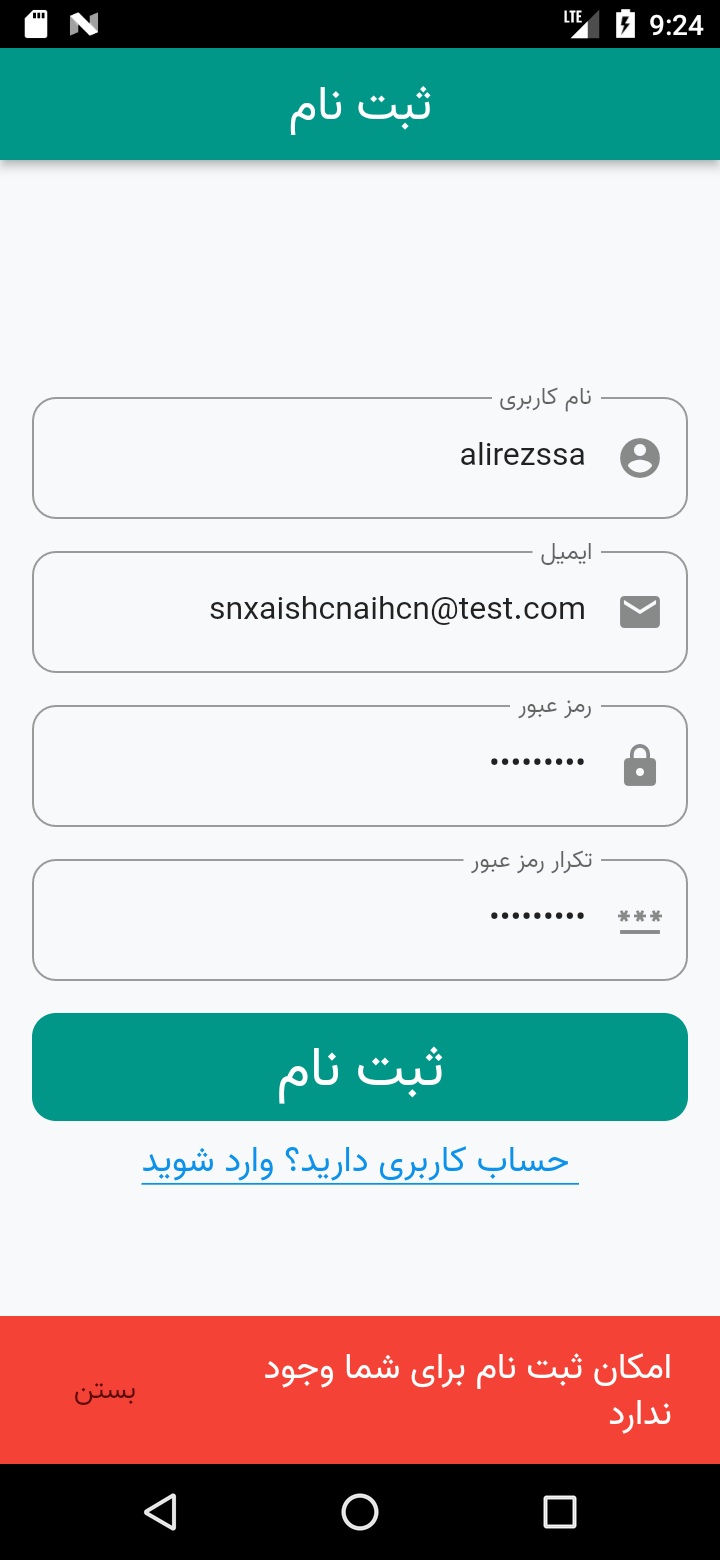 LTE 9:24
ثبت نام
نام کاربری
alirezssa
ایمیل
snxaishcnaihcn@test.com
رمز عبور
•••••••••
تکرار رمز عبور
•••••••••
ثبت نام
حساب کاربری دارید؟ وارد شوید
امکان ثبت نام برای شما وجود
ندارد
بستن